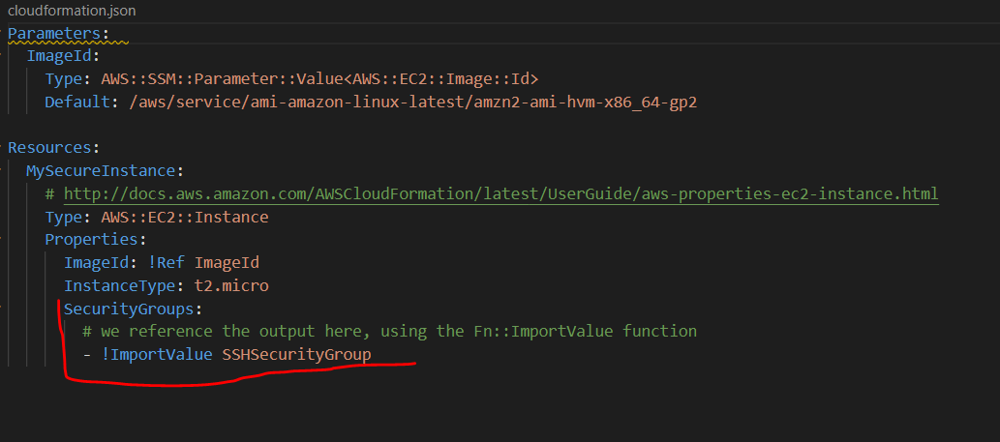 cloudformation.json
Parameters:
ImageId:
Type: AWS::SSM::Parameter::Value<AWS::EC2::Image::Id>
Default: /aws/service/ami-amazon-linux-latest/amzn2-ami-hvm-x86_64-gp2
Resources:
MySecureInstance:
# http://docs.aws.amazon.com/AWSCloudFormation/latest/UserGuide/aws-properties-ec2-instance.html
Type: AWS::EC2::Instance
Properties:
ImageId: !Ref ImageId
InstanceType: t2.micro
SecurityGroups:
# we reference the output here, using the Fn::ImportValue function
- !ImportValue SSHSecurityGroup